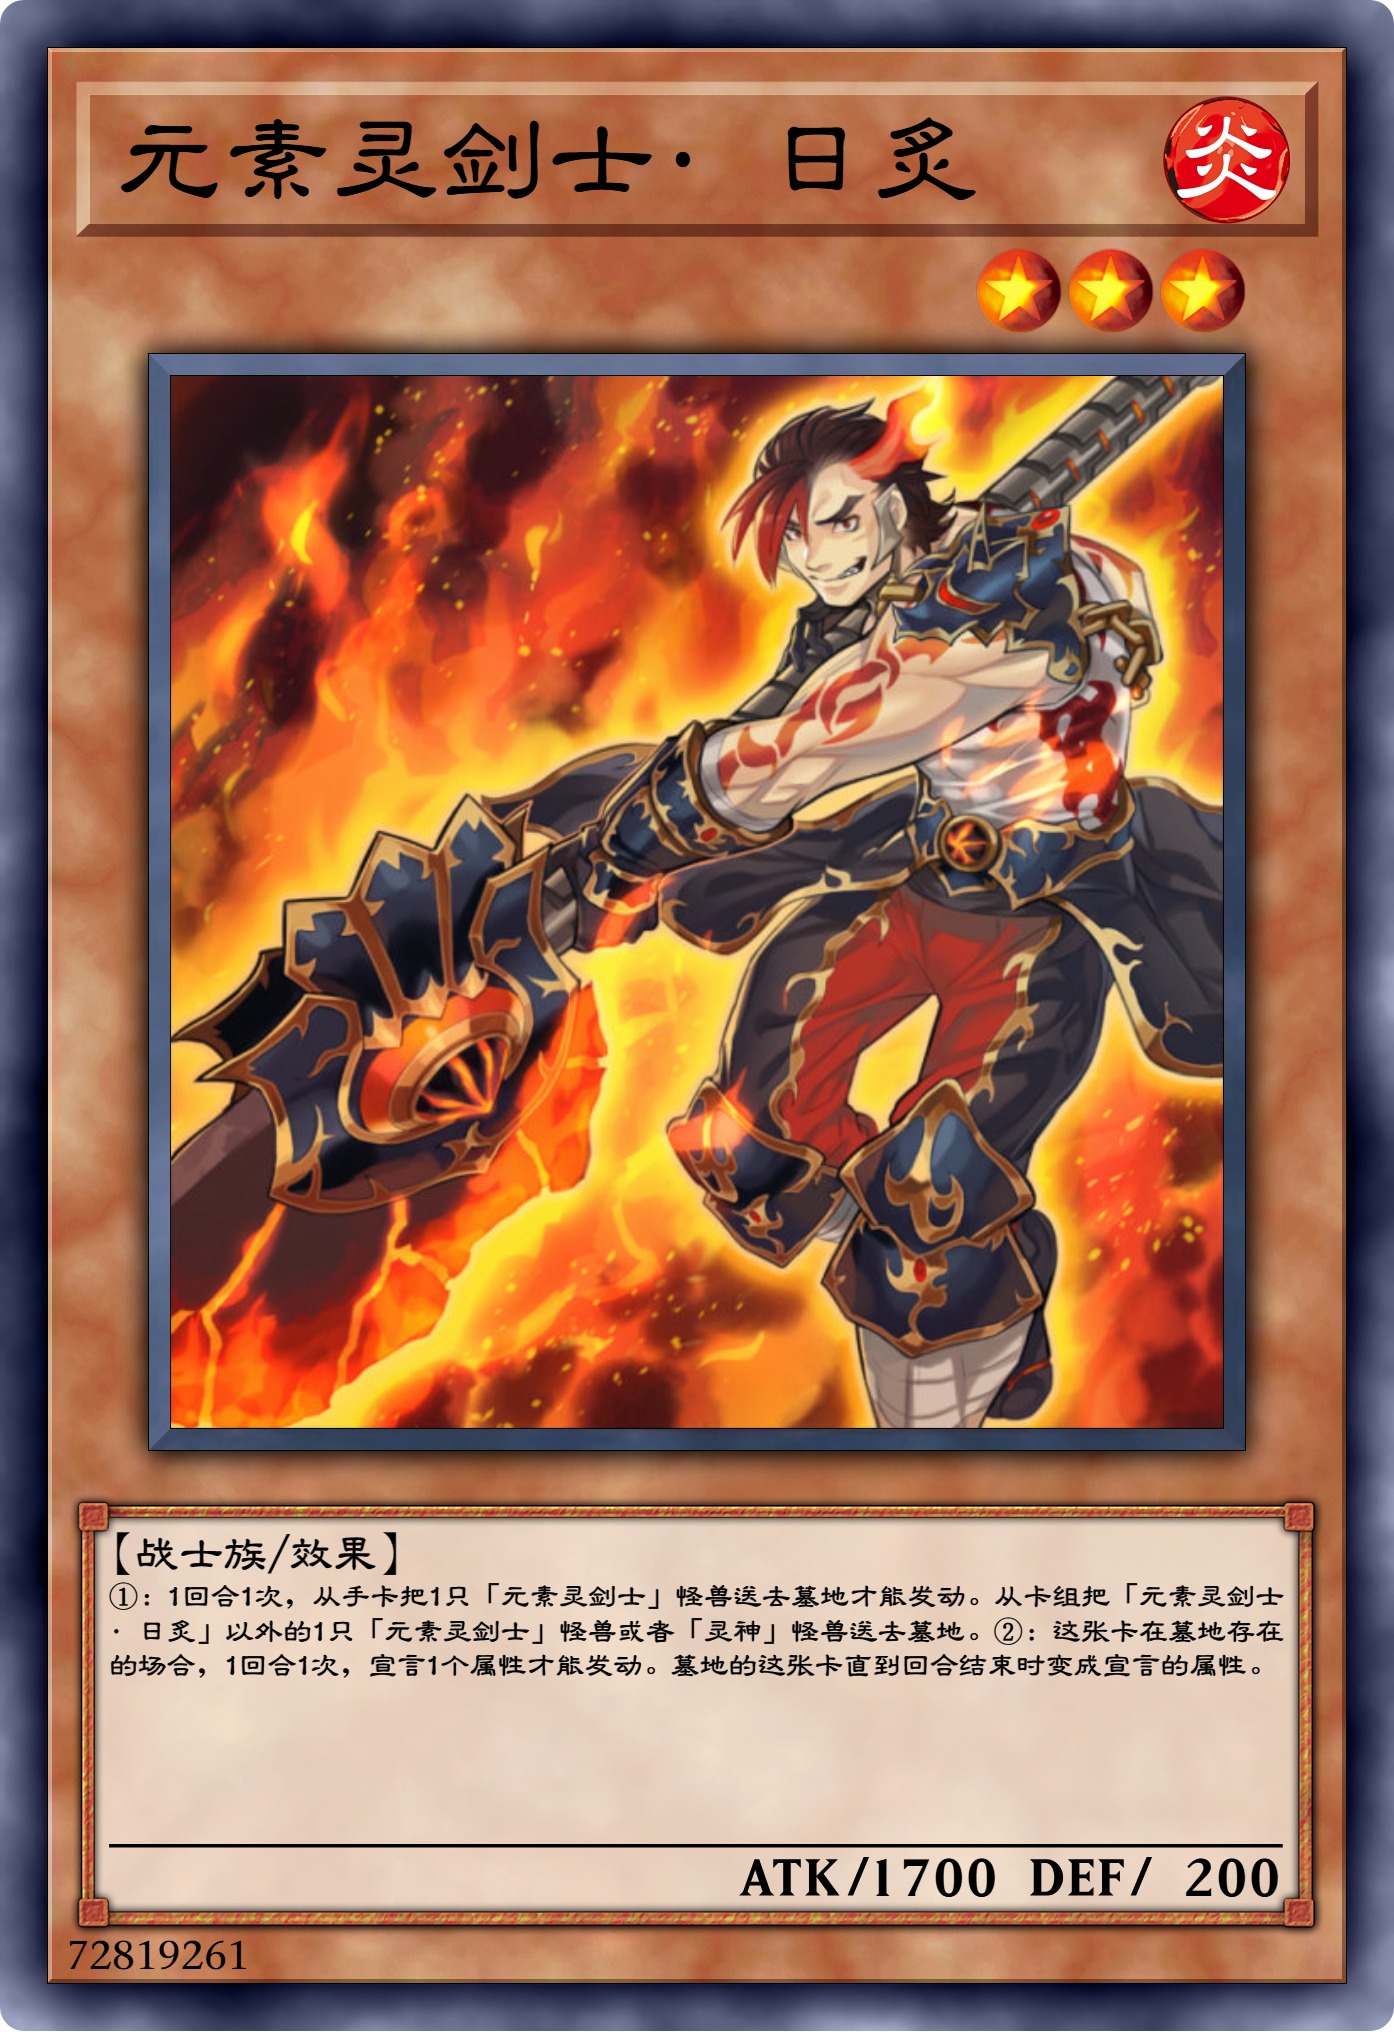 元素灵剑士· 日炙
炎
【战士族/效果】
①：1回合1次，从手卡把1只「元素灵剑士」怪兽送去墓地才能发动。从卡组把「元素灵剑士
· 日炙」以外的1只「元素灵剑士」怪兽或者「灵神」怪兽送去墓地。②：这张卡在墓地存在
的场合，1回合1次，宣言1个属性才能发动。墓地的这张卡直到回合结束时变成宣言的属性。
ATK/1700 DEF/ 200
72819261